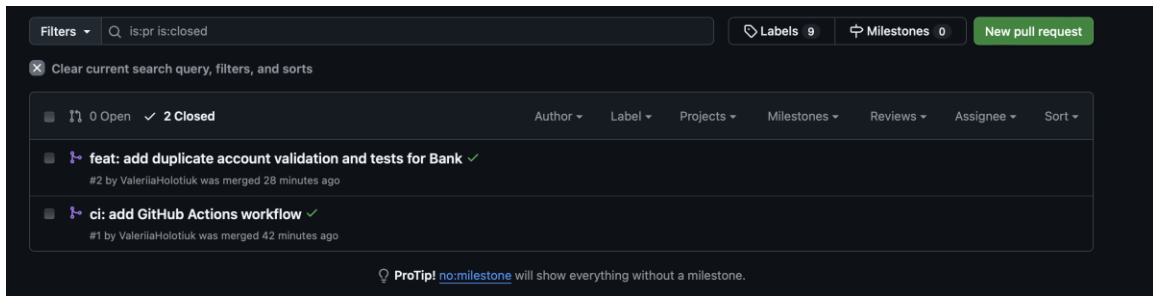 Filters is:pr is:closed Labels 9 Milestones 0 New pull request
Clear current search query, filters, and sorts
0 Open 2 Closed Author Label Projects Milestones Reviews Assignee Sort
feat: add duplicate account validation and tests for Bank
#2 by ValeriiaHolotiuk was merged 28 minutes ago
ci: add GitHub Actions workflow
#1 by ValeriiaHolotiuk was merged 42 minutes ago
ProTip! no:milestone will show everything without a milestone.